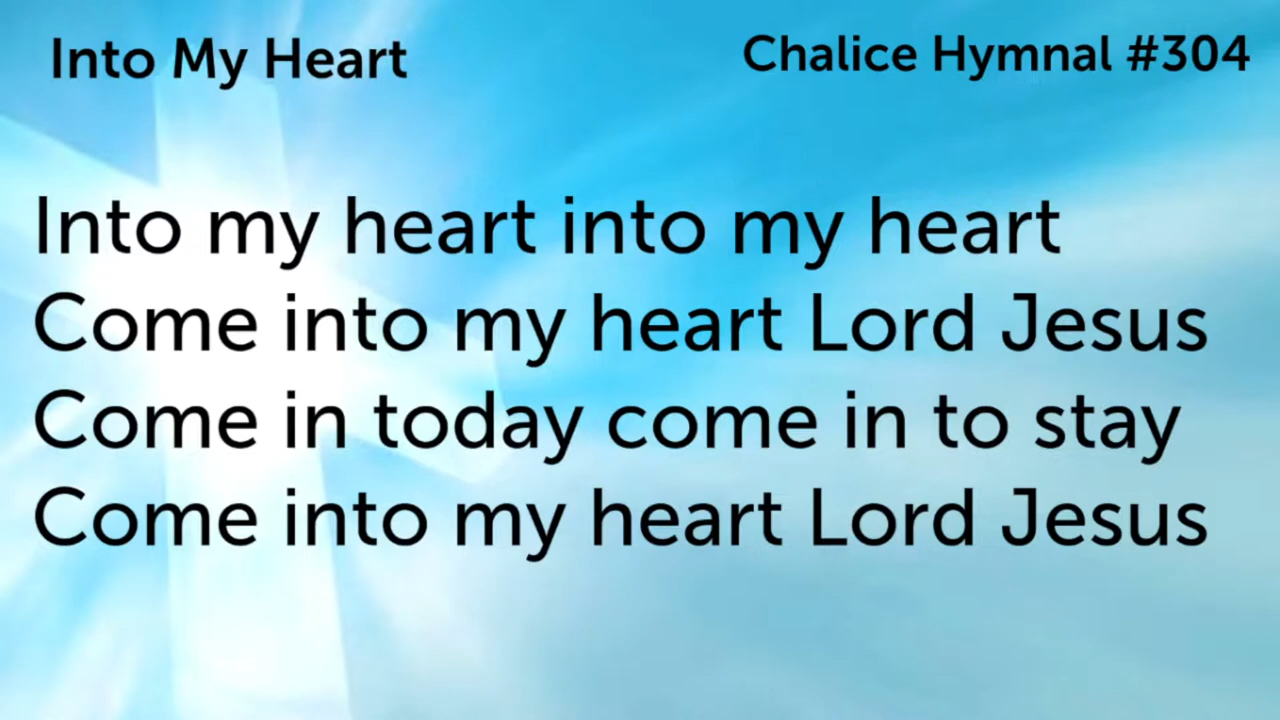 Into My Heart
Chalice Hymnal #304
Into my heart into my heart
Come into my heart Lord Jesus
Come in today come in to stay
Come into my heart Lord Jesus